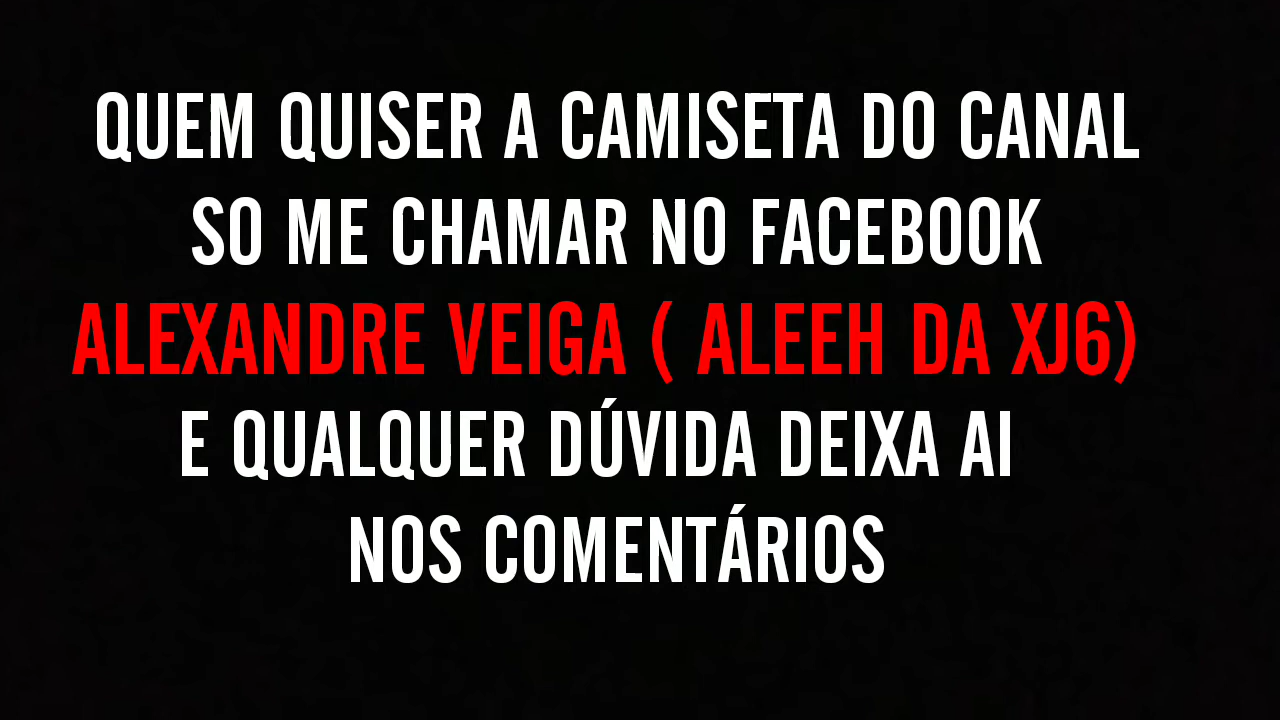 QUEM QUISER A CAMISETA DO CANAL
SO ME CHAMAR NO FACEBOOK
ALEXANDRE VEIGA ( ALEEH DA XJ6)
E QUALQUER DÚVIDA DEIXA AI
NOS COMENTÁRIOS